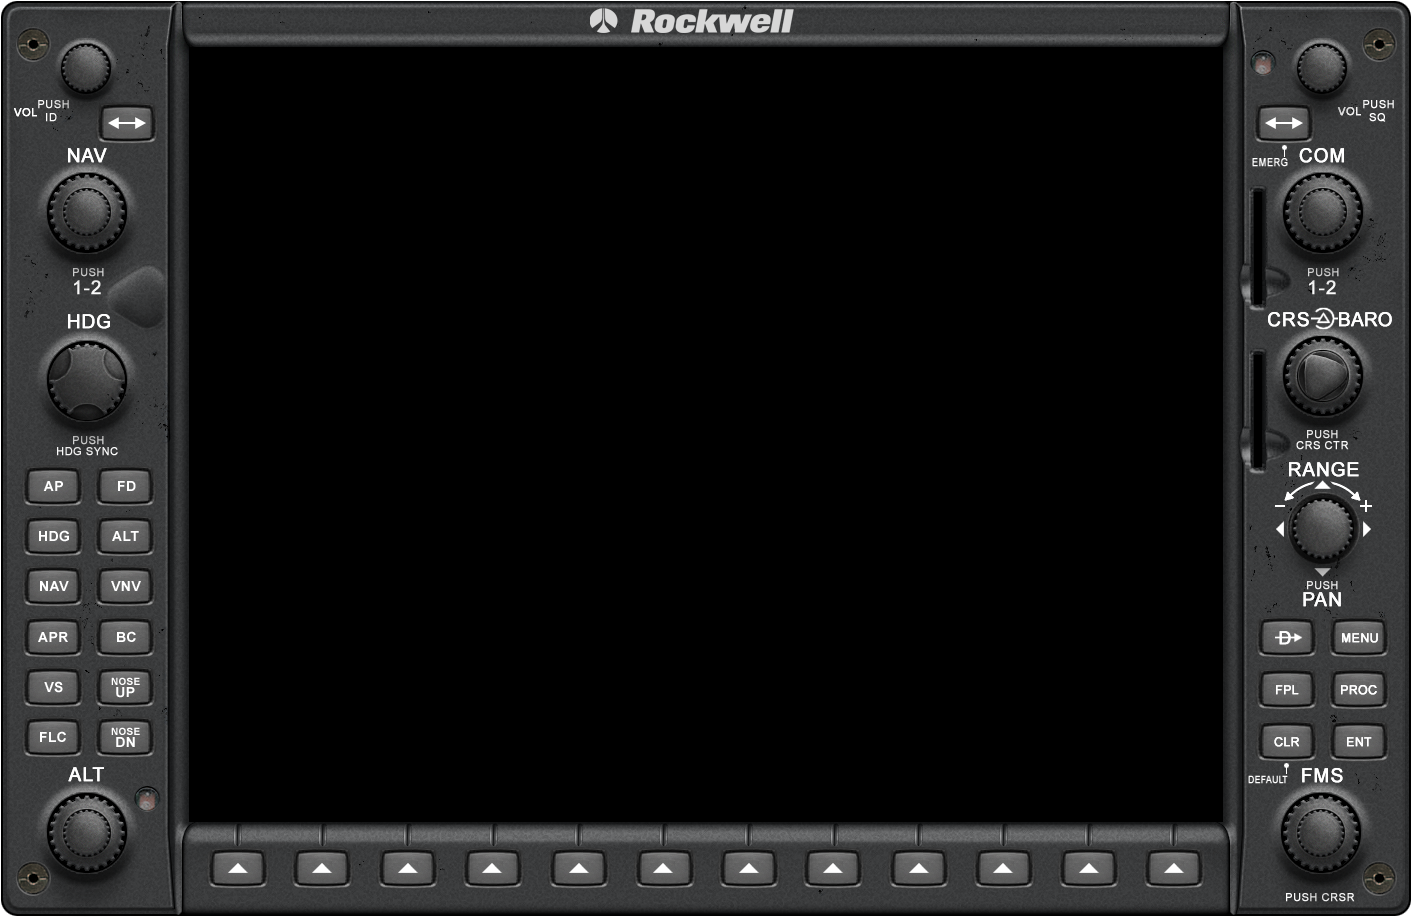 Rockwell
VOL PUSH ID
NAV
PUSH
1-2
HDG
PUSH
HDG SYNC
AP FD
HDG ALT
NAV VNV
APR BC
VS NOSE UP
FLC NOSE DN
ALT
VOL PUSH SQ
EMERG COM
PUSH
1-2
CRS BARO
PUSH
CRS CTR
RANGE
− +
PUSH
PAN
D MENU
FPL PROC
CLR ENT
DEFAULT FMS
PUSH CRSR